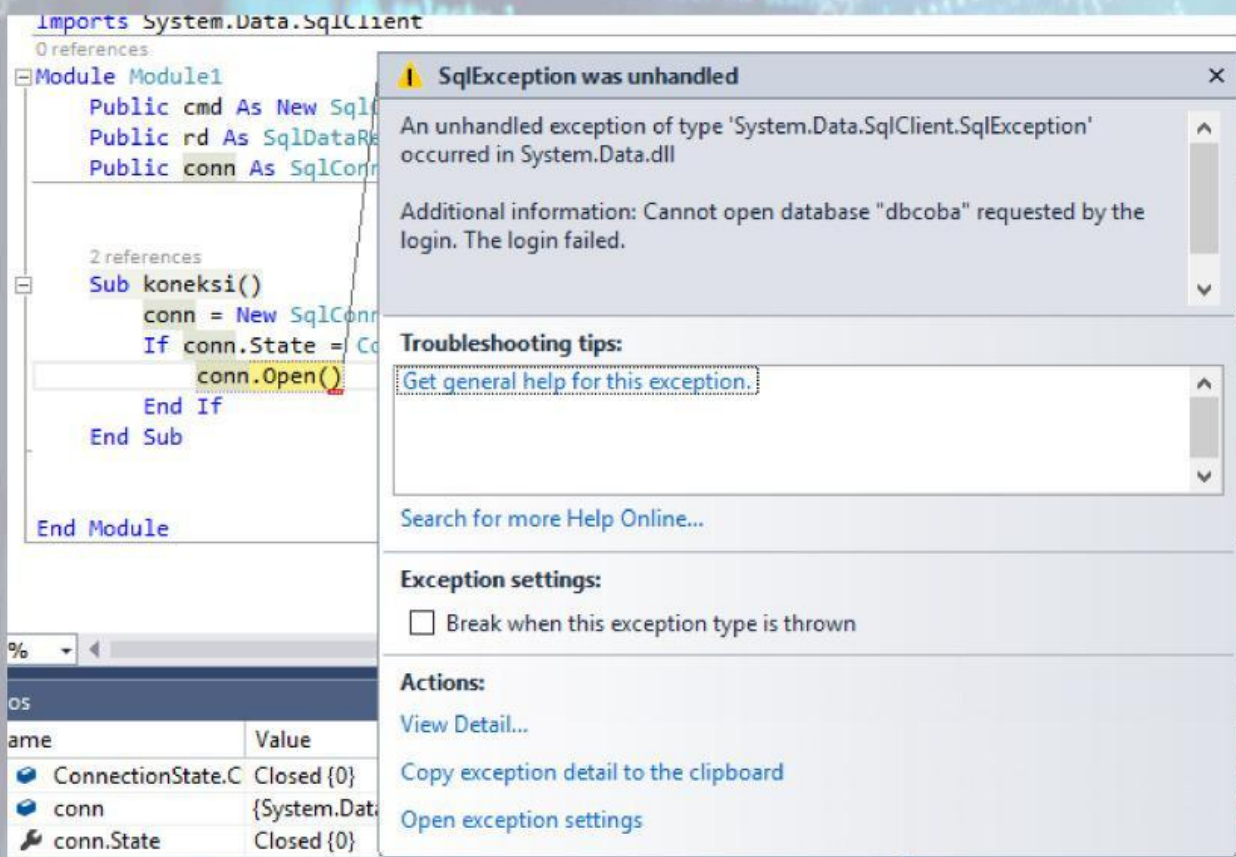 Imports System.Data.SqlClient
0 references
Module Module1
Public cmd As New Sql
Public rd As SqlDataRe
Public conn As SqlConn
2 references
Sub koneksi()
conn = New SqlConn
If conn.State = Co
conn.Open()
End If
End Sub
End Module
%
os
ame Value
ConnectionState.C Closed {0}
conn {System.Data
conn.State Closed {0}
SqlException was unhandled
An unhandled exception of type 'System.Data.SqlClient.SqlException'
occurred in System.Data.dll
Additional information: Cannot open database "dbcoba" requested by the
login. The login failed.
Troubleshooting tips:
Get general help for this exception.
Search for more Help Online...
Exception settings:
Break when this exception type is thrown
Actions:
View Detail...
Copy exception detail to the clipboard
Open exception settings